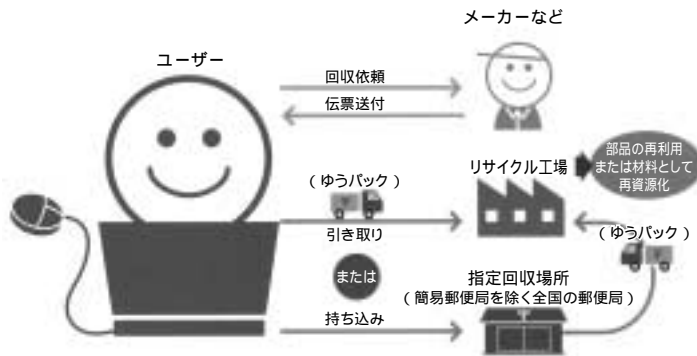 メーカーなど
ユーザー
回収依頼
伝票送付
部品の再利用
または材料として
再資源化
リサイクル工場
(ゆうパック)
引き取り
(ゆうパック)
または
指定回収場所
(簡易郵便局を除く全国の郵便局)
持ち込み